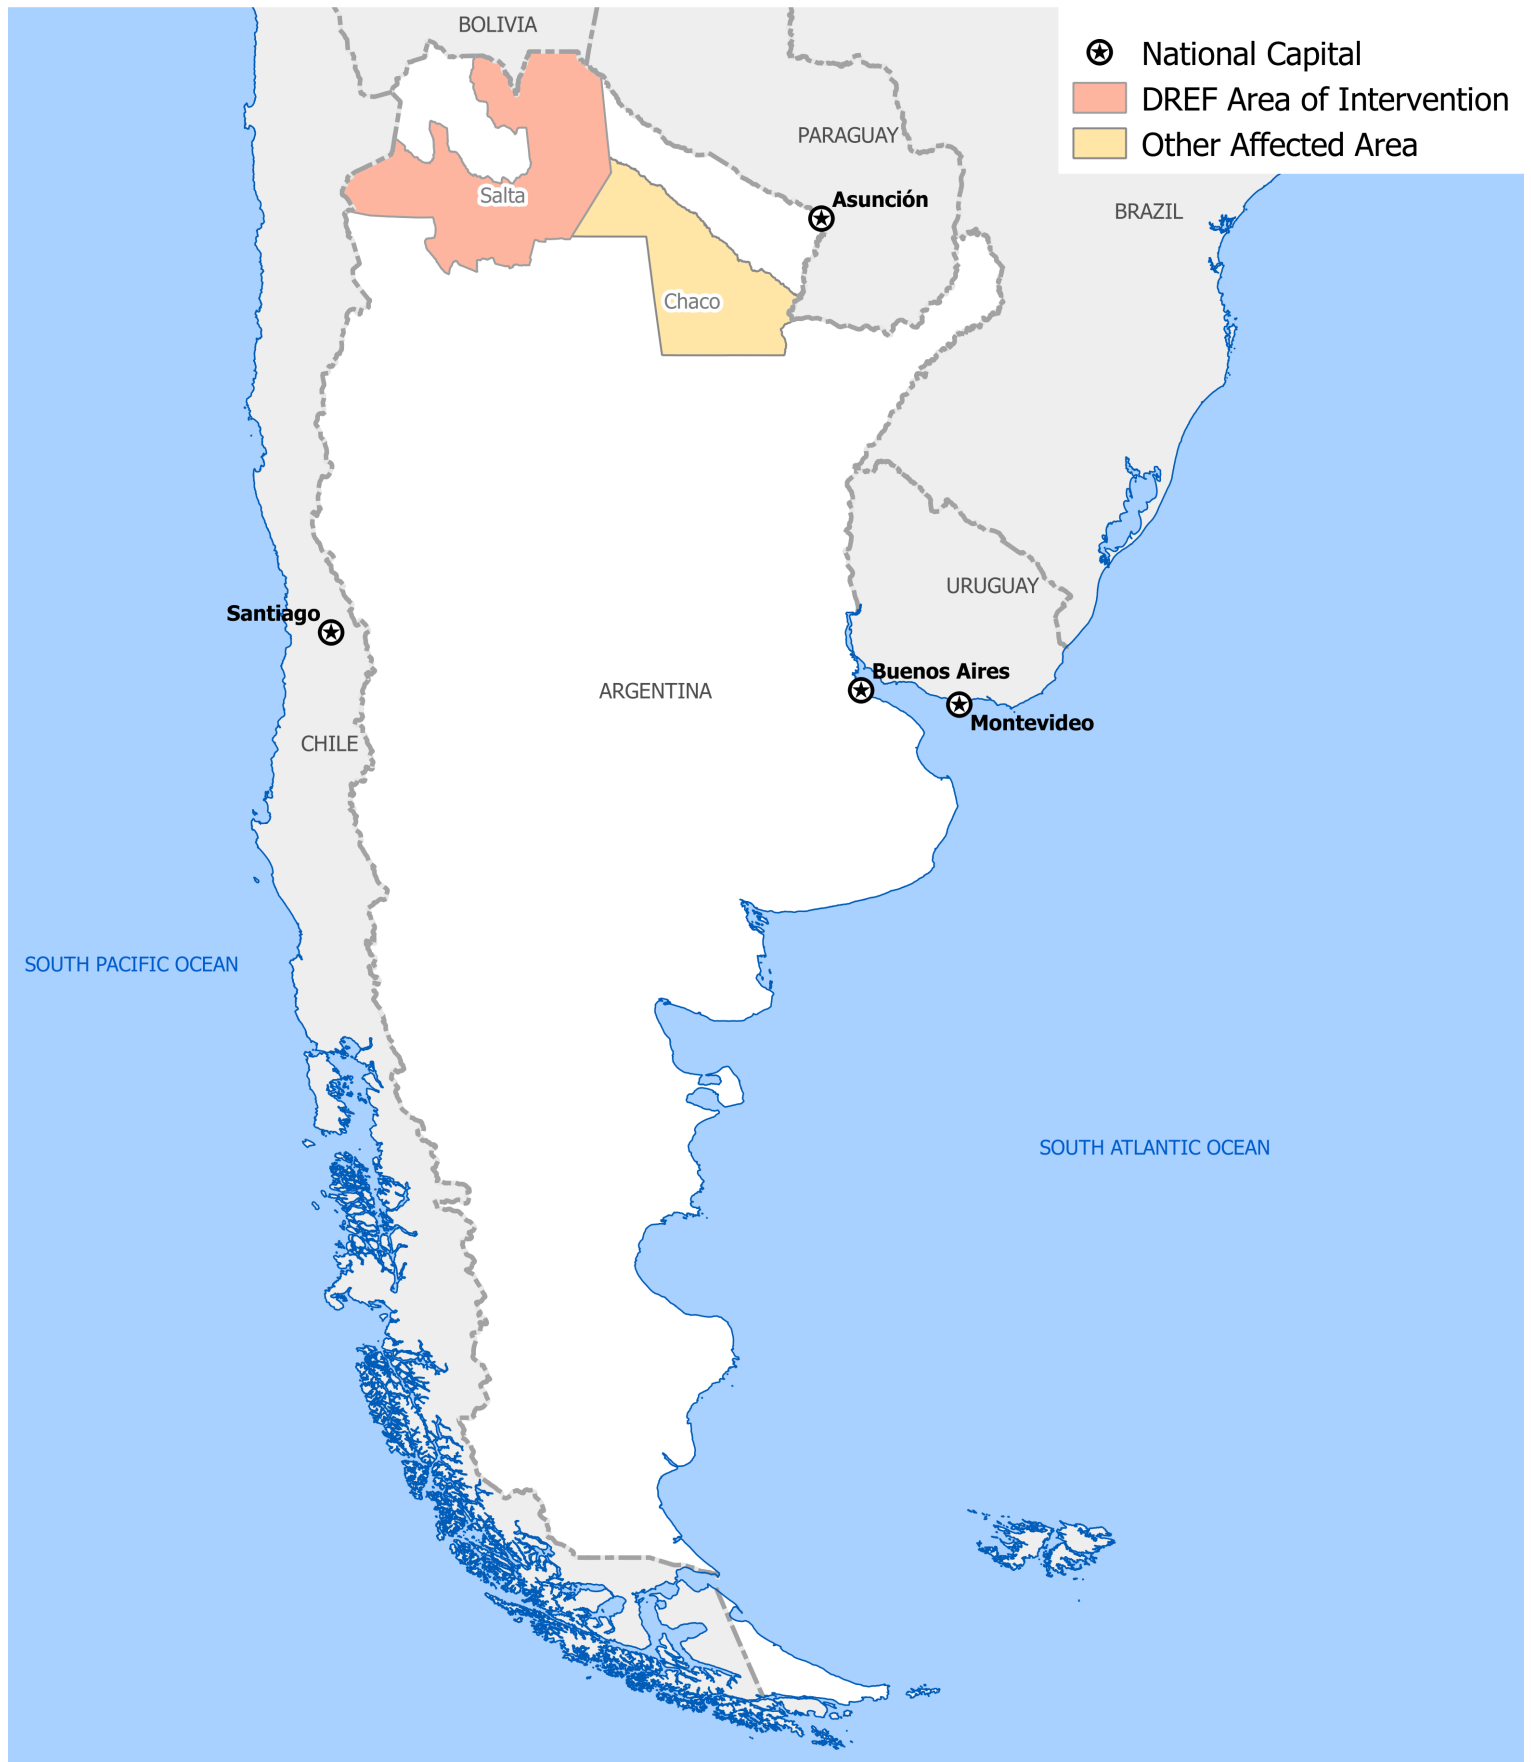 BOLIVIA
National Capital
DREF Area of Intervention
PARAGUAY
Other Affected Area
Salta
Asunción
BRAZIL
Chaco
URUGUAY
Santiago
Buenos Aires
ARGENTINA
Montevideo
CHILE
SOUTH PACIFIC OCEAN
SOUTH ATLANTIC OCEAN